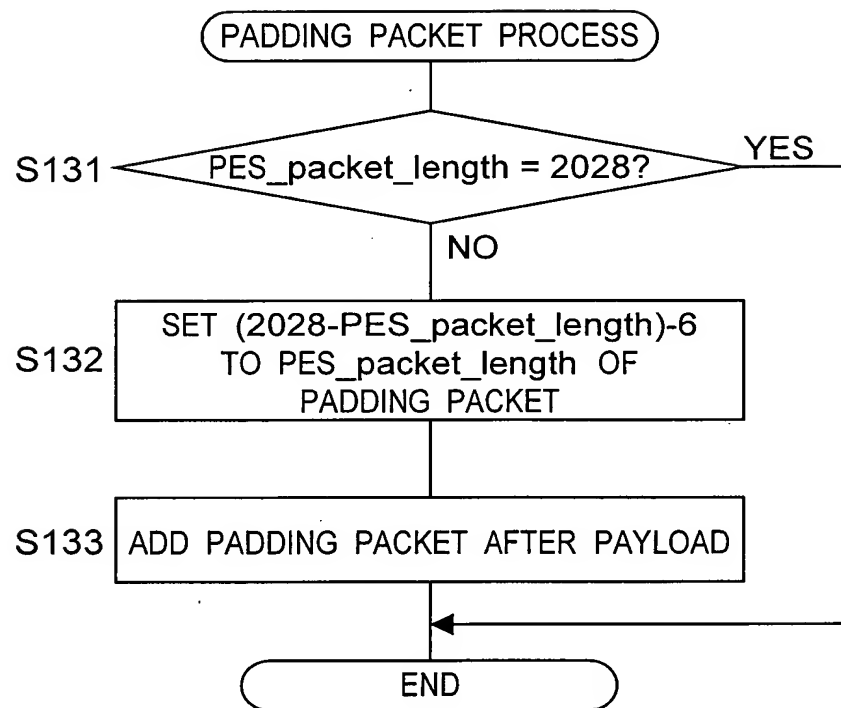 PADDING PACKET PROCESS
S131
PES_packet_length = 2028?
YES
NO
S132
SET (2028-PES_packet_length)-6
TO PES_packet_length OF
PADDING PACKET
S133
ADD PADDING PACKET AFTER PAYLOAD
END